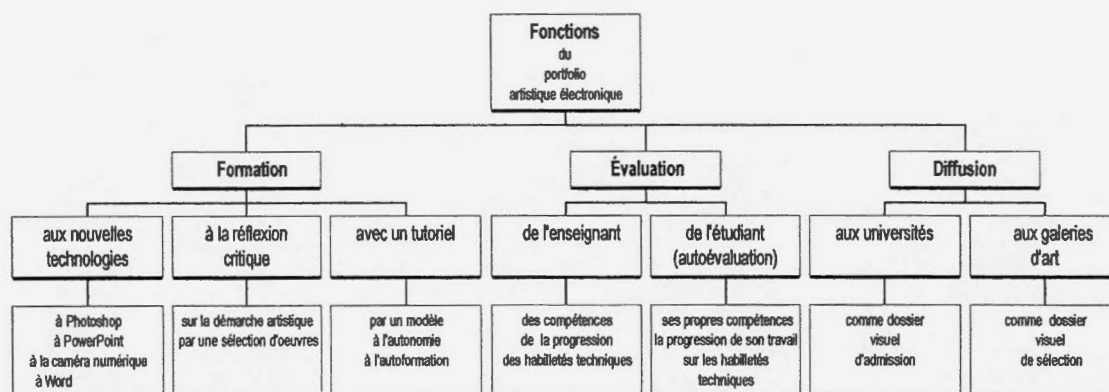 Fonctions
du
portfolio
artistique électronique
Formation
Évaluation
Diffusion
aux nouvelles
technologies
à la réflexion
critique
avec un tutoriel
de l'enseignant
de l'étudiant
(autoévaluation)
aux universités
aux galeries
d'art
à Photoshop
à PowerPoint
à la caméra numérique
à Word
sur la démarche artistique
par une sélection d'oeuvres
par un modèle
à l'autonomie
à l'autoformation
des compétences
de la progression
des habilletés techniques
ses propres compétences
la progression de son travail
sur les habilletés
techniques
comme dossier
visuel
d'admission
comme dossier
visuel
de sélection